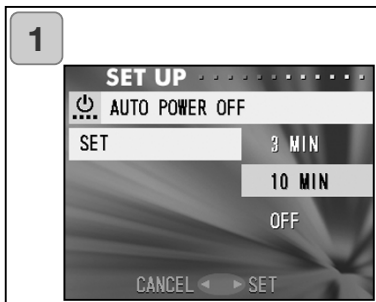 1
SET UP
AUTO POWER OFF
SET 3 MIN
10 MIN
OFF
CANCEL SET